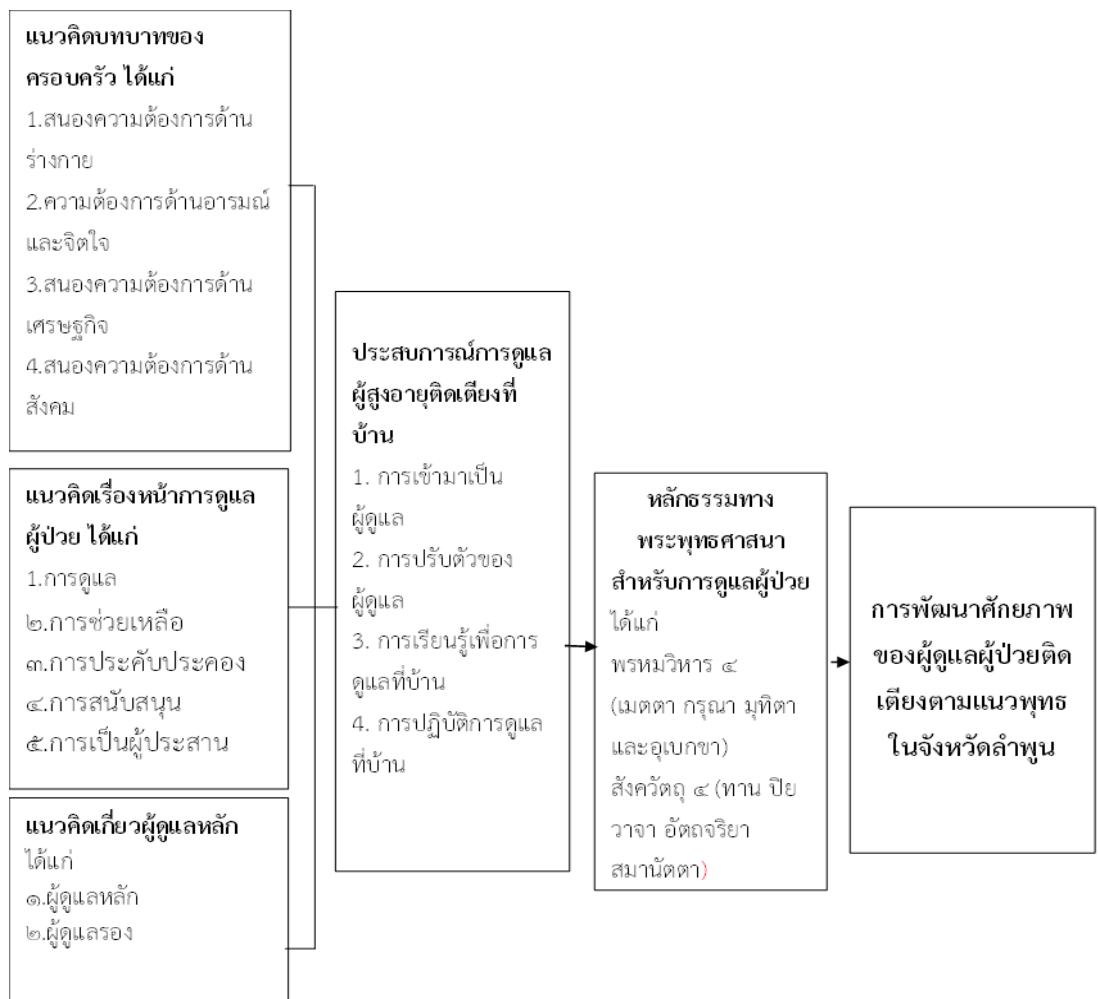 แนวคิดบทบาทของ
ครอบครัว ได้แก่
1.สนองความต้องการด้าน
ร่างกาย
2.ความต้องการด้านอารมณ์
และจิตใจ
3.สนองความต้องการด้าน
เศรษฐกิจ
4.สนองความต้องการด้าน
สังคม
แนวคิดเรื่องหน้าการดูแล
ผู้ป่วย ได้แก่
1.การดูแล
๒.การช่วยเหลือ
๓.การประคับประคอง
๔.การสนับสนุน
๕.การเป็นผู้ประสาน
แนวคิดเกี่ยวผู้ดูแลหลัก
ได้แก่
๑.ผู้ดูแลหลัก
๒.ผู้ดูแลรอง
ประสบการณ์การดูแล
ผู้สูงอายุติดเตียงที่
บ้าน
1. การเข้ามาเป็น
ผู้ดูแล
2. การปรับตัวของ
ผู้ดูแล
3. การเรียนรู้เพื่อการ
ดูแลที่บ้าน
4. การปฏิบัติการดูแล
ที่บ้าน
หลักธรรมทาง
พระพุทธศาสนา
สำหรับการดูแลผู้ป่วย
ได้แก่
พรหมวิหาร ๔
(เมตตา กรุณา มุทิตา
และอุเบกขา)
สังควัตถุ ๔ (ทาน ปิย
วาจา อัตถจริยา
สมานัตตา)
การพัฒนาศักยภาพ
ของผู้ดูแลผู้ป่วยติด
เตียงตามแนวพุทธ
ในจังหวัดลำพูน